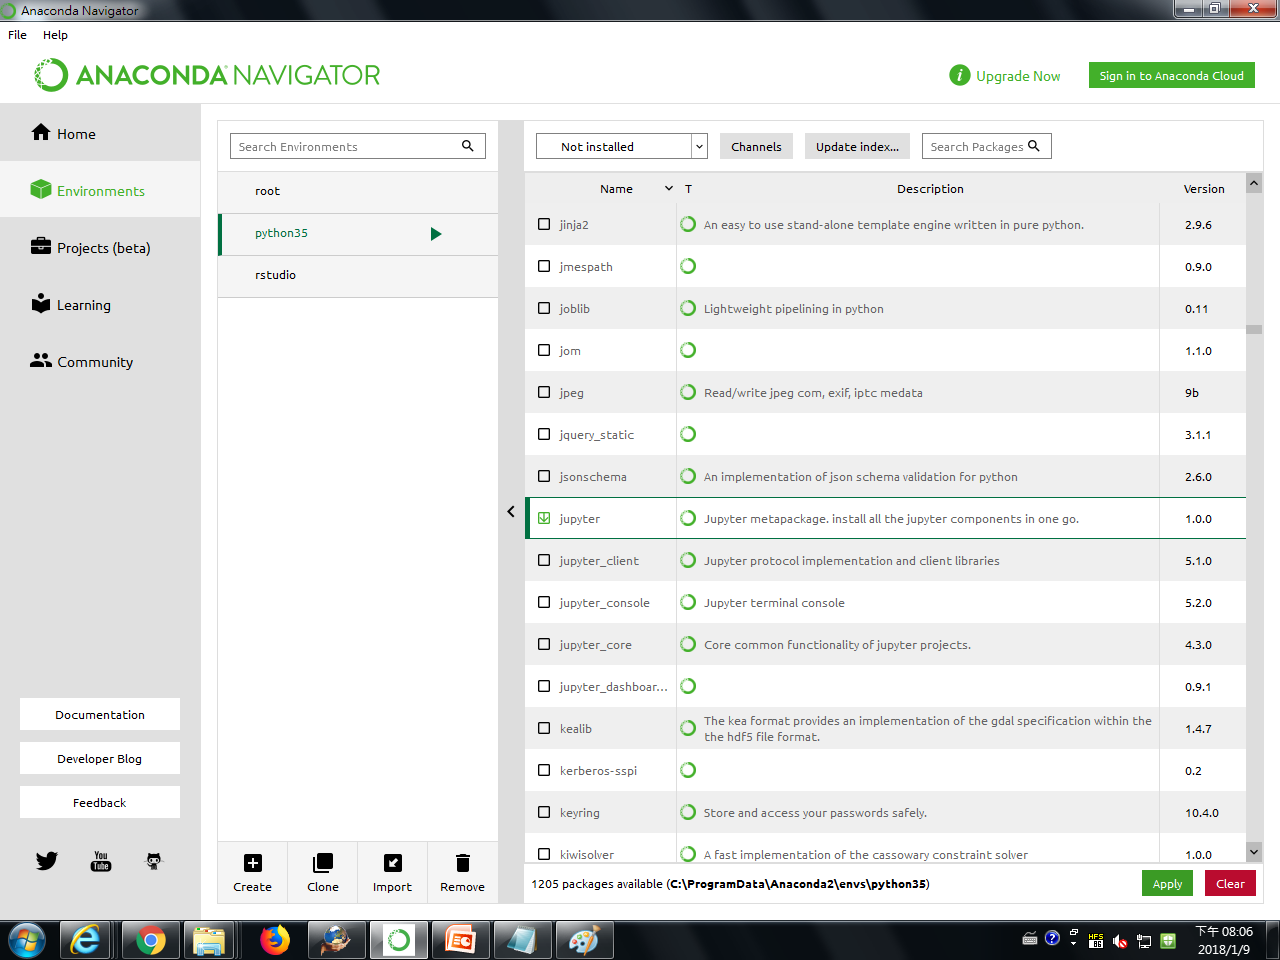 Anaconda Navigator
File Help
ANACONDA NAVIGATOR
i Upgrade Now Sign in to Anaconda Cloud
Home
Environments
Projects (beta)
Learning
Community
Documentation
Developer Blog
Feedback
You Tube
Search Environments
root
python35
rstudio
Create Clone Import Remove
Not installed Channels Update index... Search Packages
Name T Description Version
jinja2 An easy to use stand-alone template engine written in pure python. 2.9.6
jmespath 0.9.0
joblib Lightweight pipelining in python 0.11
jom 1.1.0
jpeg Read/write jpeg com, exif, iptc medata 9b
jquery_static 3.1.1
jsonschema An implementation of json schema validation for python 2.6.0
jupyter Jupyter metapackage. install all the jupyter components in one go. 1.0.0
jupyter_client Jupyter protocol implementation and client libraries 5.1.0
jupyter_console Jupyter terminal console 5.2.0
jupyter_core Core common functionality of jupyter projects. 4.3.0
jupyter_dashboar... 0.9.1
kealib The kea format provides an implementation of the gdal specification within the
the hdf5 file format. 1.4.7
kerberos-sspi 0.2
keyring Store and access your passwords safely. 10.4.0
kiwisolver A fast implementation of the cassowary constraint solver 1.0.0
1205 packages available (C:\ProgramData\Anaconda2\envs\python35) Apply Clear
HFS
下午 08:06
2018/1/9